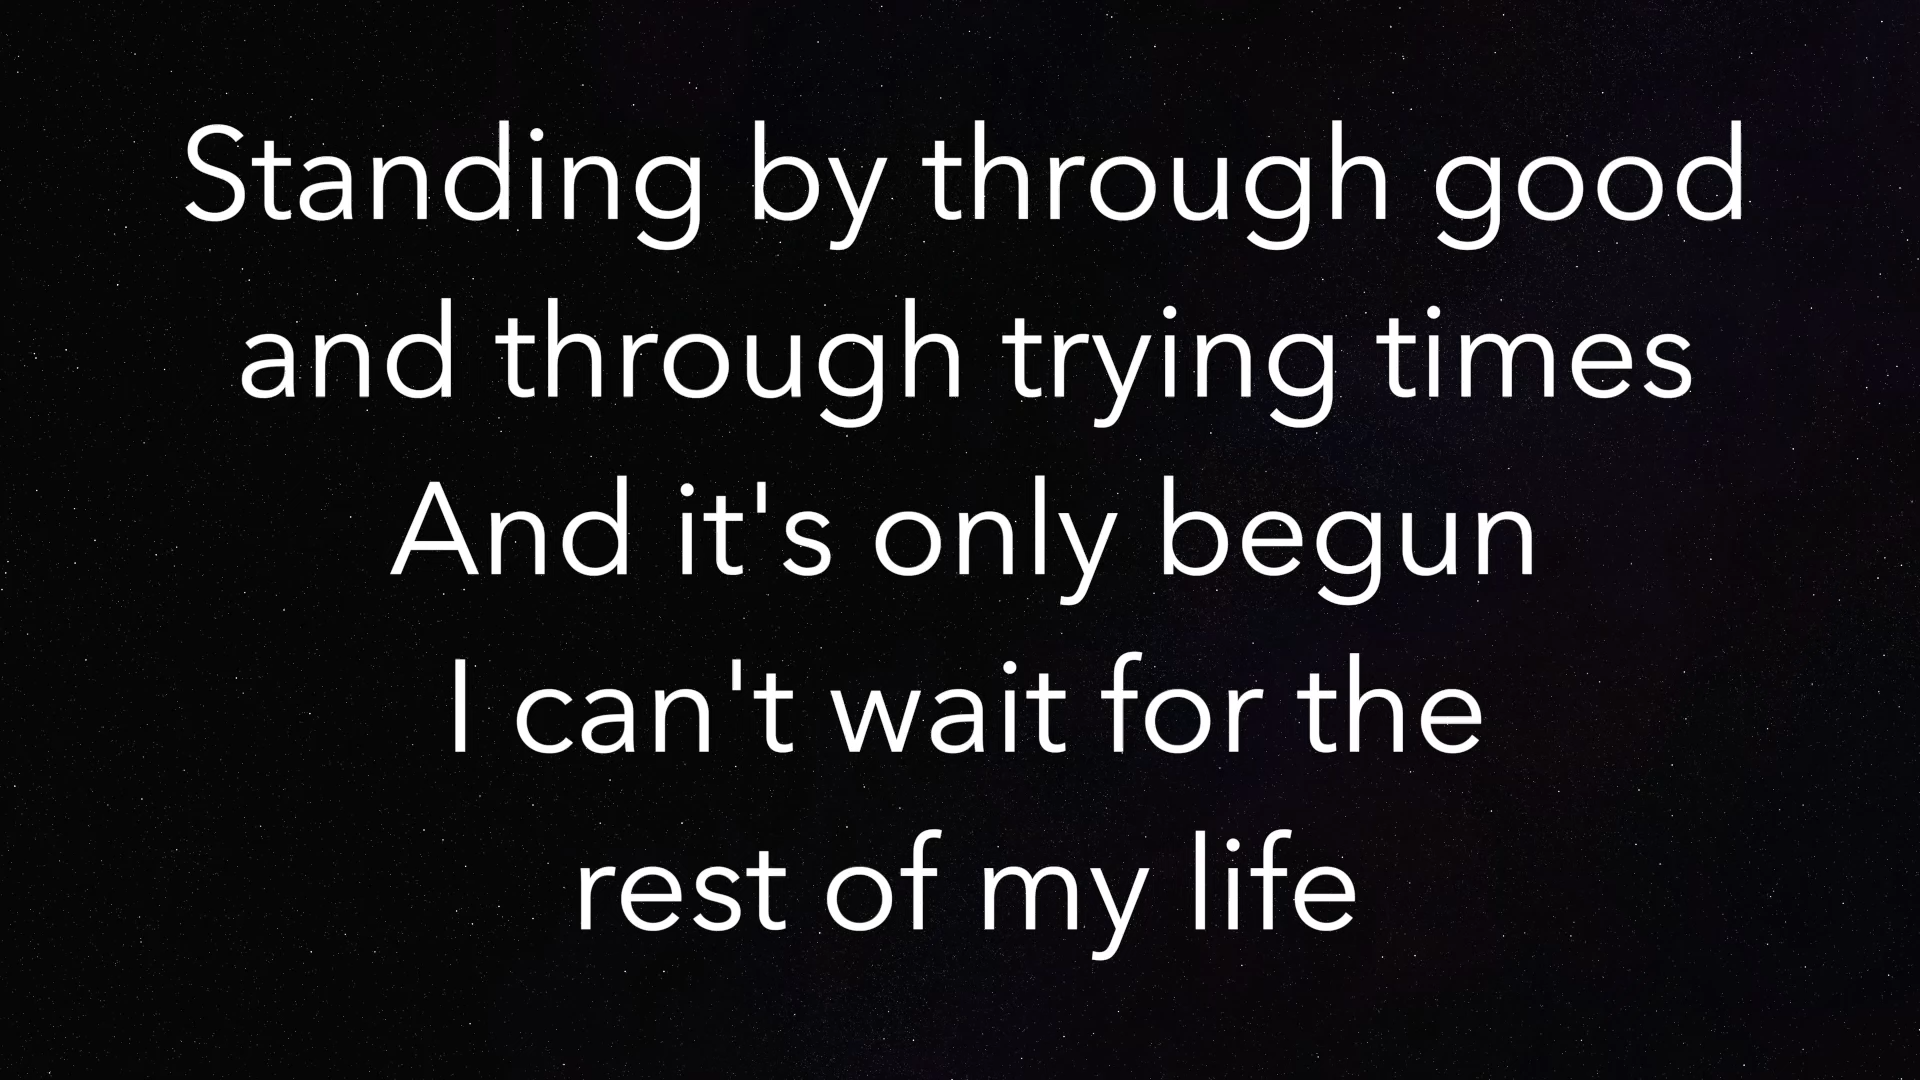 Standing by through good
and through trying times
And it's only begun
I can't wait for the
rest of my life